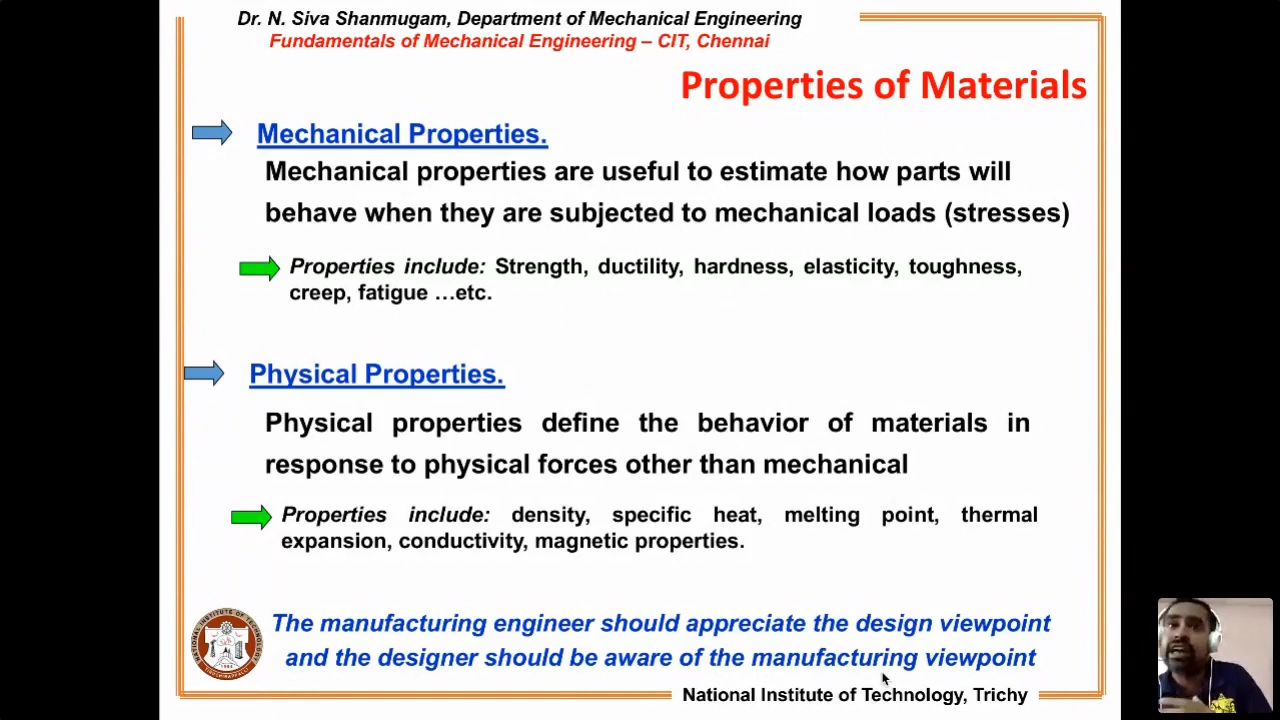 Dr. N. Siva Shanmugam, Department of Mechanical Engineering
Fundamentals of Mechanical Engineering – CIT, Chennai
Properties of Materials
Mechanical Properties.
Mechanical properties are useful to estimate how parts will
behave when they are subjected to mechanical loads (stresses)
Properties include: Strength, ductility, hardness, elasticity, toughness,
creep, fatigue …etc.
Physical Properties.
Physical properties define the behavior of materials in
response to physical forces other than mechanical
Properties include: density, specific heat, melting point, thermal
expansion, conductivity, magnetic properties.
The manufacturing engineer should appreciate the design viewpoint
and the designer should be aware of the manufacturing viewpoint
National Institute of Technology, Trichy